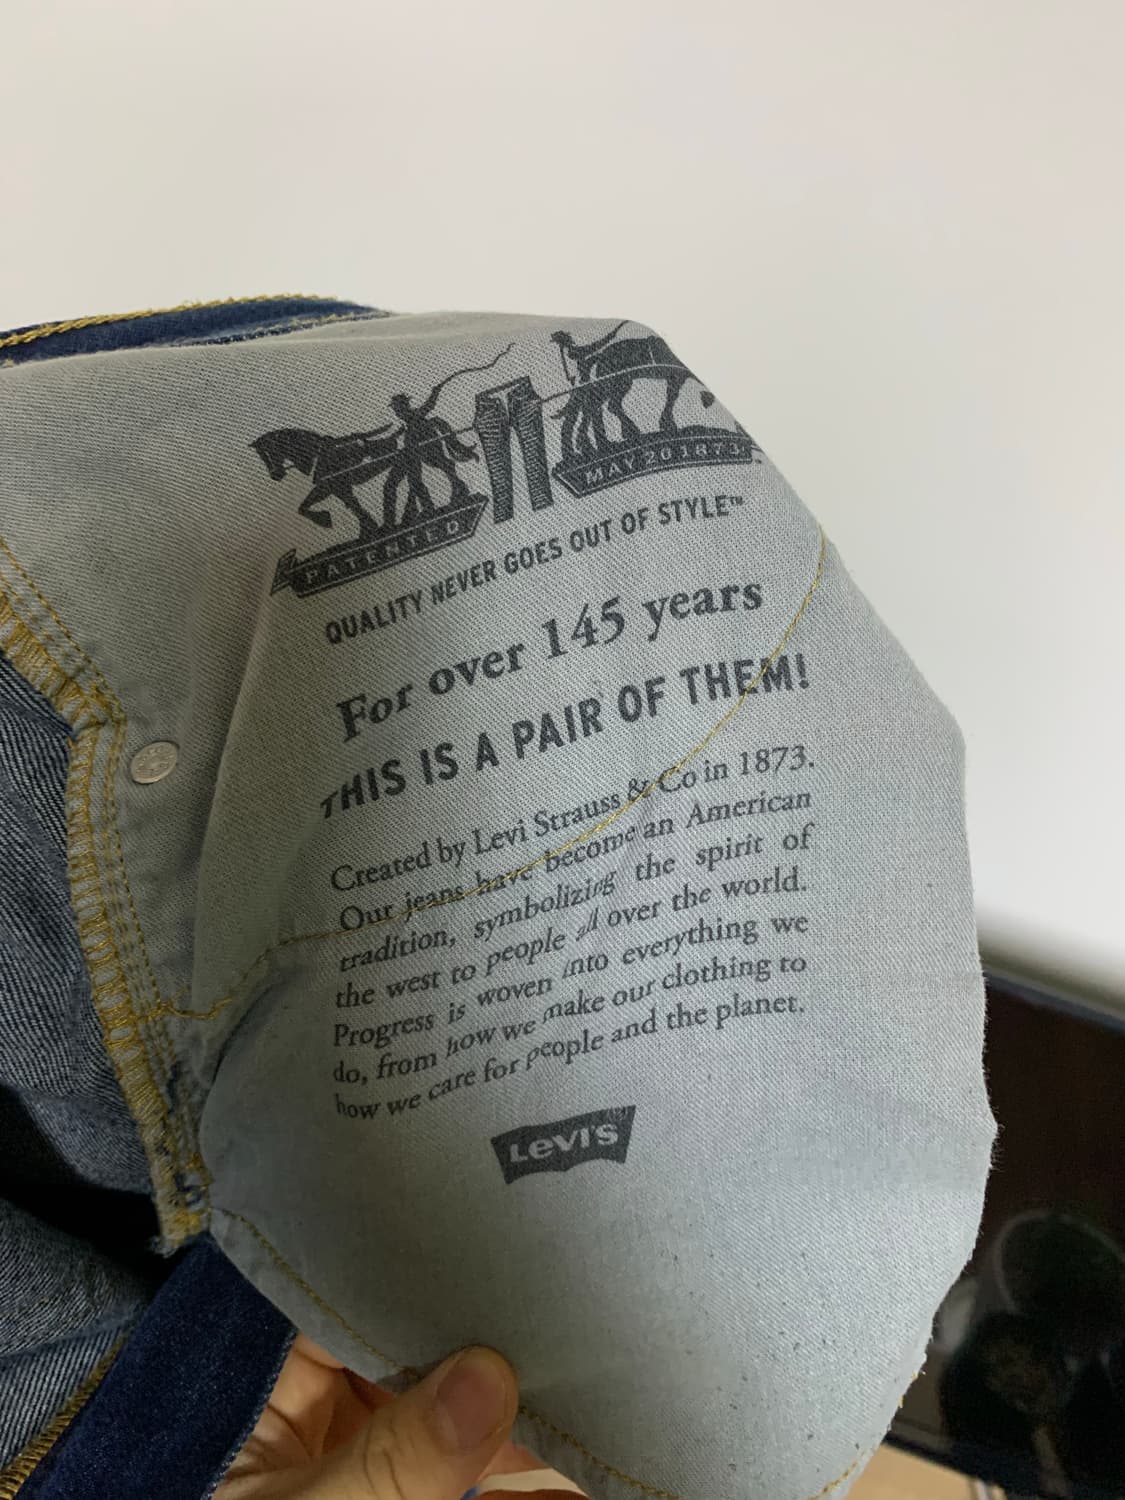 PATENTED
MAY 20 1873
QUALITY NEVER GOES OUT OF STYLE™
For over 145 years
THIS IS A PAIR OF THEM!
Created by Levi Strauss & Co in 1873.
Our jeans have become an American
tradition, symbolizing the spirit of
the west to people all over the world.
Progress is woven into everything we
do, from how we make our clothing to
how we care for people and the planet.
Levi's